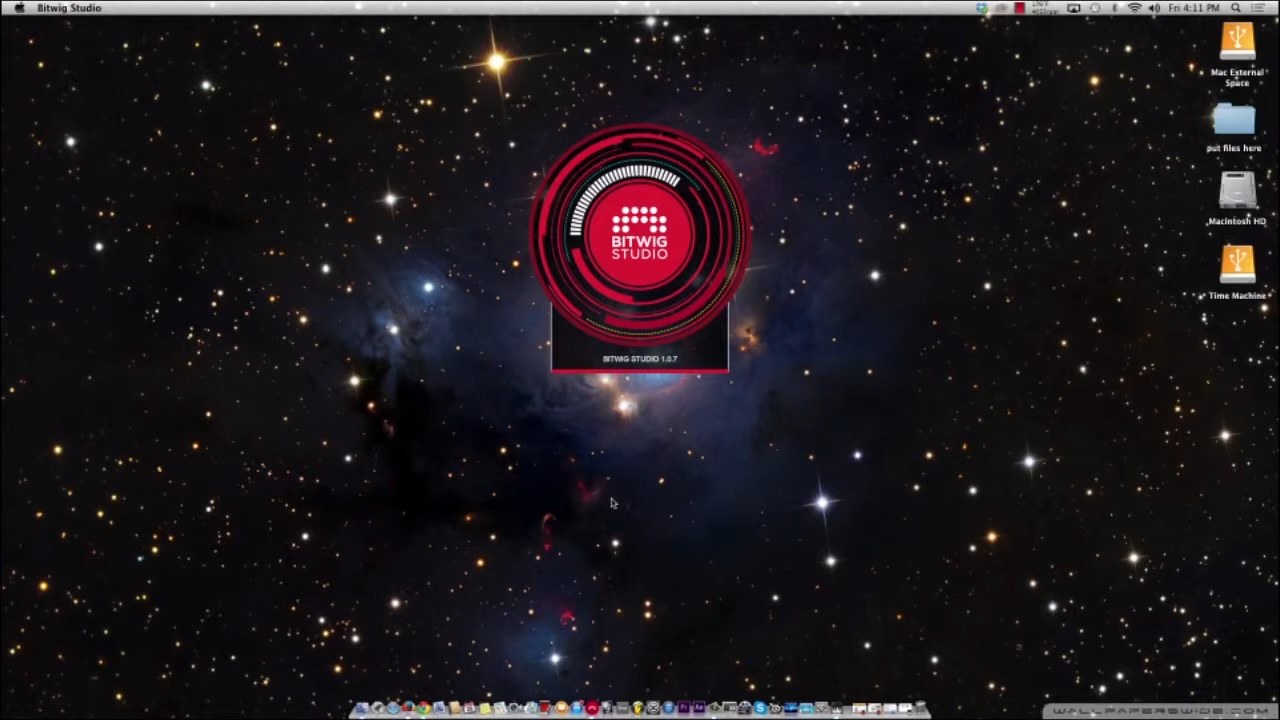 Bitwig Studio
Fri 4:11 PM
Mac External
Space
put files here
Macintosh HD
Time Machine
BITWIG
STUDIO
BITWIG STUDIO 1.0.7
WALLPAPERSWIDE.COM